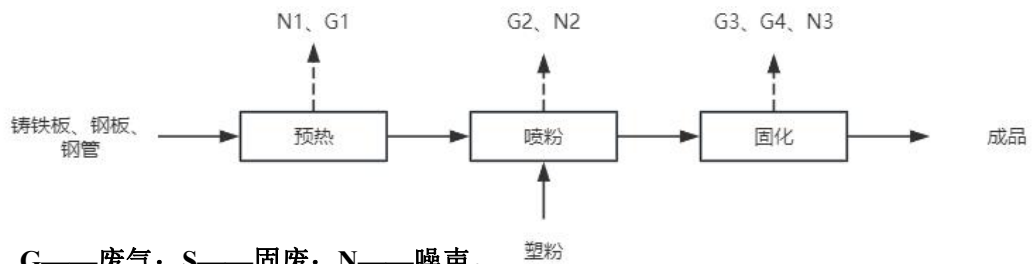 N1、G1
G2、N2
G3、G4、N3
铸铁板、钢板、
钢管
预热
喷粉
固化
成品
塑粉
G——废气；S——固废；N——噪声。